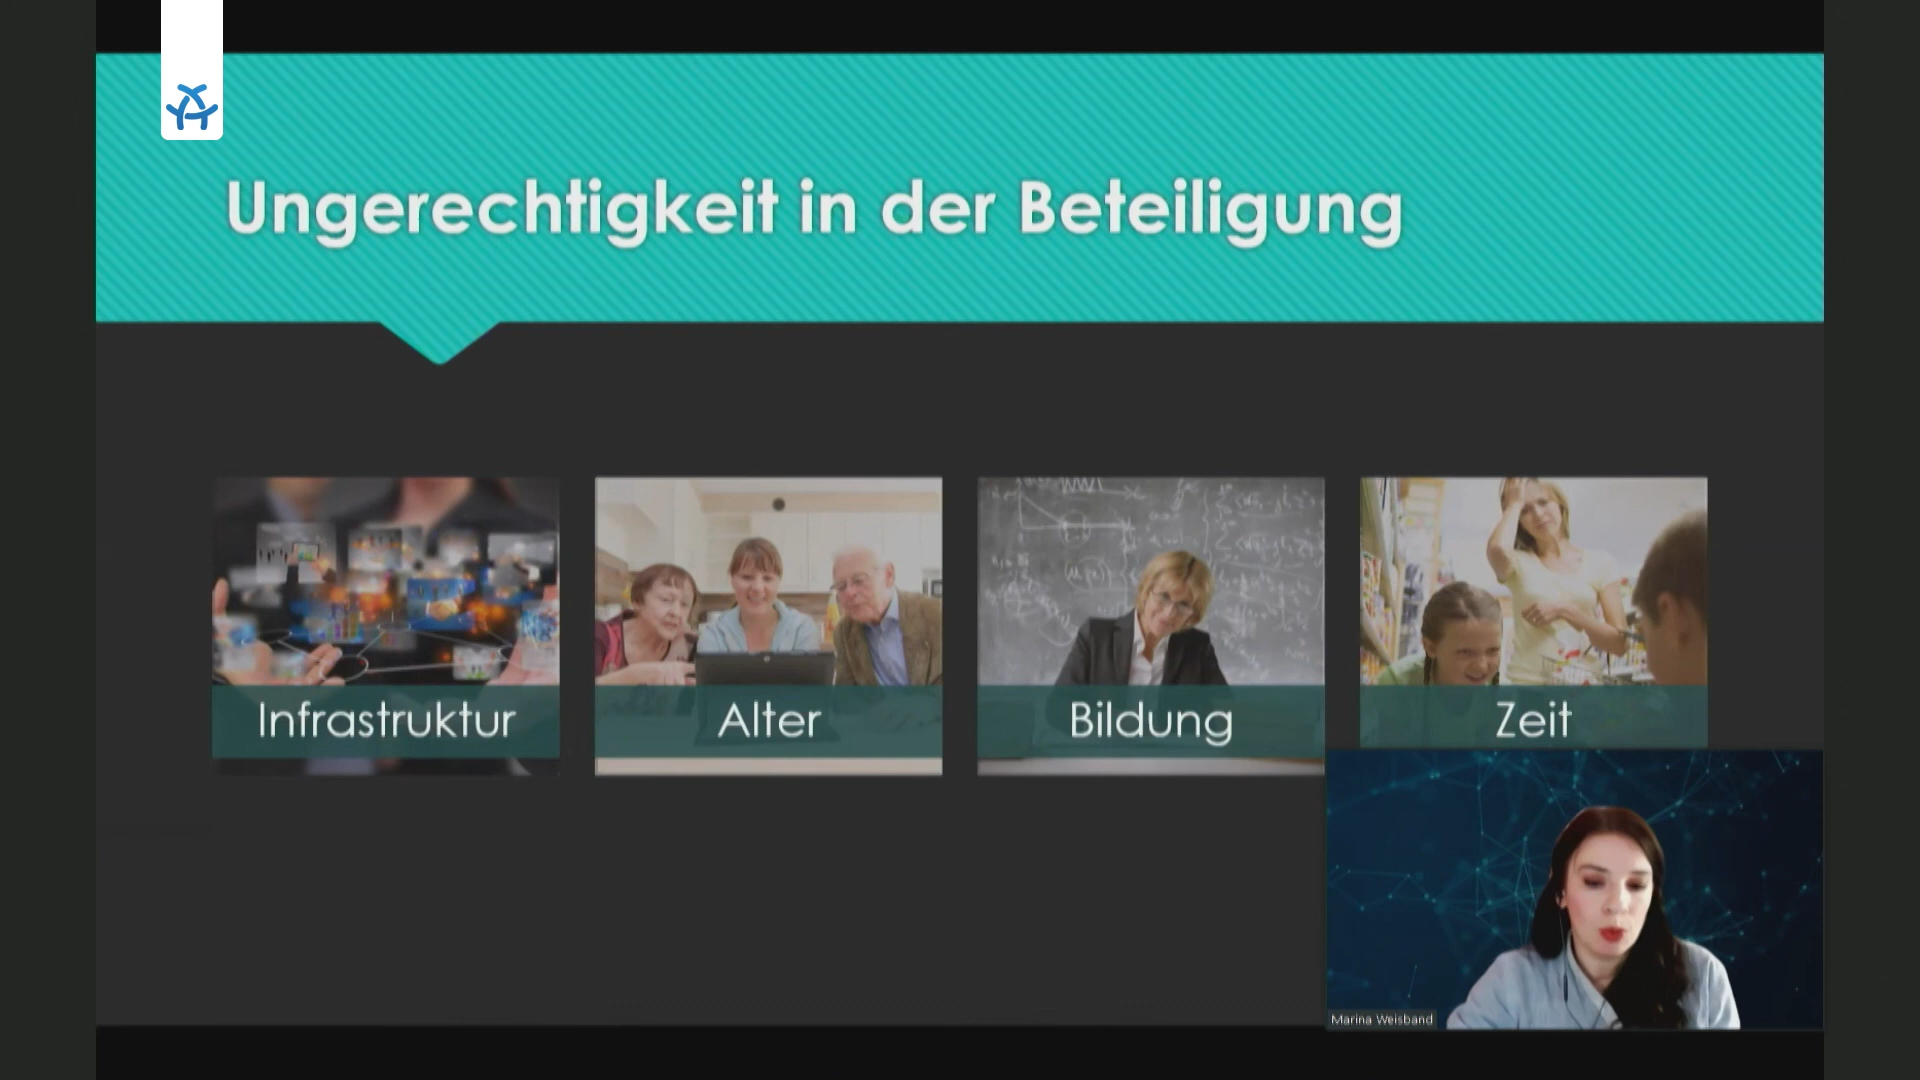 Ungerechtigkeit in der Beteiligung
Infrastruktur
Alter
Bildung
Zeit
Marina Weisband